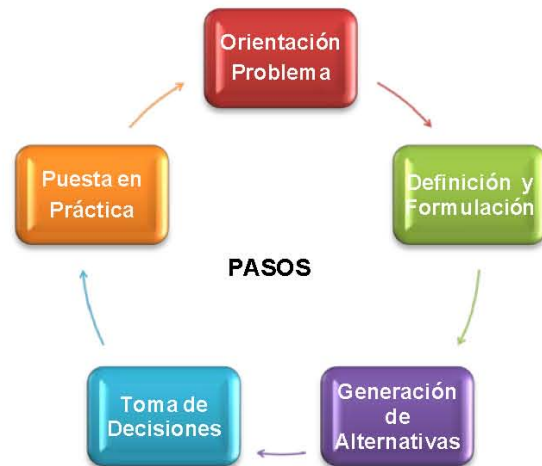 Orientación
Problema
Definición y
Formulación
Generación
de
Alternativas
Toma de
Decisiones
Puesta en
Práctica
PASOS